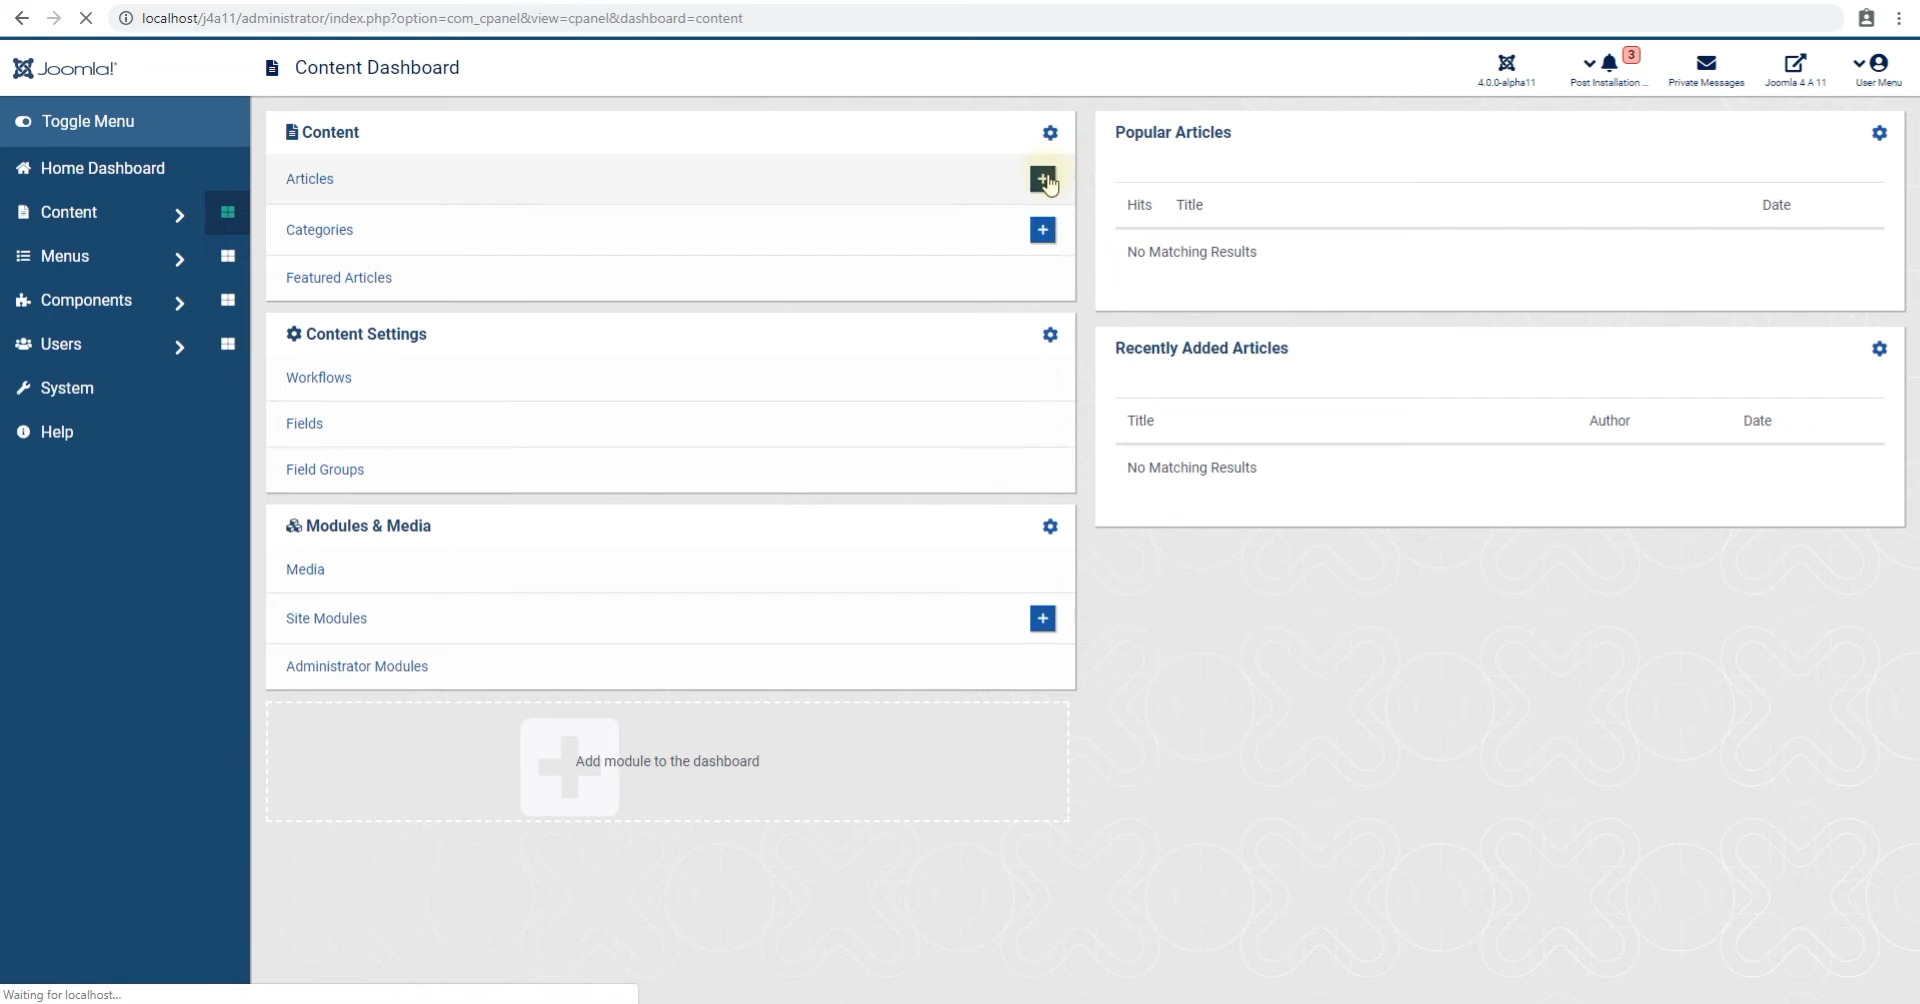 localhost/j4a11/administrator/index.php?option=com_cpanel&view=cpanel&dashboard=content
Joomla!
Content Dashboard
4.0.0-alpha11
3
Post Installation ...
Private Messages
Joomla 4 A 11
User Menu
Toggle Menu
Home Dashboard
Content
Menus
Components
Users
System
Help
Content
Articles
Categories
Featured Articles
Content Settings
Workflows
Fields
Field Groups
Modules & Media
Media
Site Modules
Administrator Modules
Add module to the dashboard
Popular Articles
Hits Title Date
No Matching Results
Recently Added Articles
Title Author Date
No Matching Results
Waiting for localhost...